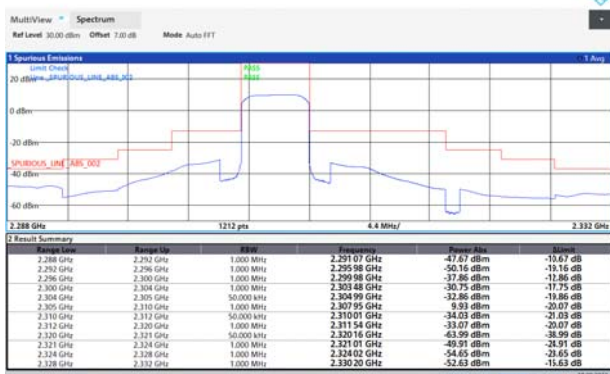 MultiView Spectrum
Ref Level 30.00 dBm Offset 7.00 dB Mode Auto FFT
1 Spurious Emissions 1 Avg
Limit Check PASS
20 dBm Line _SPURIOUS_LINE_ABS_002 PASS
0 dBm
-20 dBm
SPURIOUS_LINE_ABS_002
-40 dBm
-60 dBm
2.288 GHz 1212 pts 4.4 MHz/ 2.332 GHz
2 Result Summary
Range Low Range Up RBW Frequency Power Abs ΔLimit
2.288 GHz 2.292 GHz 1.000 MHz 2.29107 GHz -47.67 dBm -10.67 dB
2.292 GHz 2.296 GHz 1.000 MHz 2.29598 GHz -50.16 dBm -19.16 dB
2.296 GHz 2.300 GHz 1.000 MHz 2.29998 GHz -37.86 dBm -12.86 dB
2.300 GHz 2.304 GHz 1.000 MHz 2.30348 GHz -30.75 dBm -17.75 dB
2.304 GHz 2.305 GHz 50.000 kHz 2.30499 GHz -32.86 dBm -19.86 dB
2.305 GHz 2.310 GHz 1.000 MHz 2.30795 GHz 9.93 dBm -20.07 dB
2.310 GHz 2.312 GHz 50.000 kHz 2.31001 GHz -34.03 dBm -21.03 dB
2.312 GHz 2.320 GHz 1.000 MHz 2.31154 GHz -33.07 dBm -20.07 dB
2.320 GHz 2.321 GHz 50.000 kHz 2.32016 GHz -63.99 dBm -38.99 dB
2.321 GHz 2.324 GHz 1.000 MHz 2.32101 GHz -49.91 dBm -24.91 dB
2.324 GHz 2.328 GHz 1.000 MHz 2.32402 GHz -54.65 dBm -23.65 dB
2.328 GHz 2.332 GHz 1.000 MHz 2.33020 GHz -52.63 dBm -15.63 dB